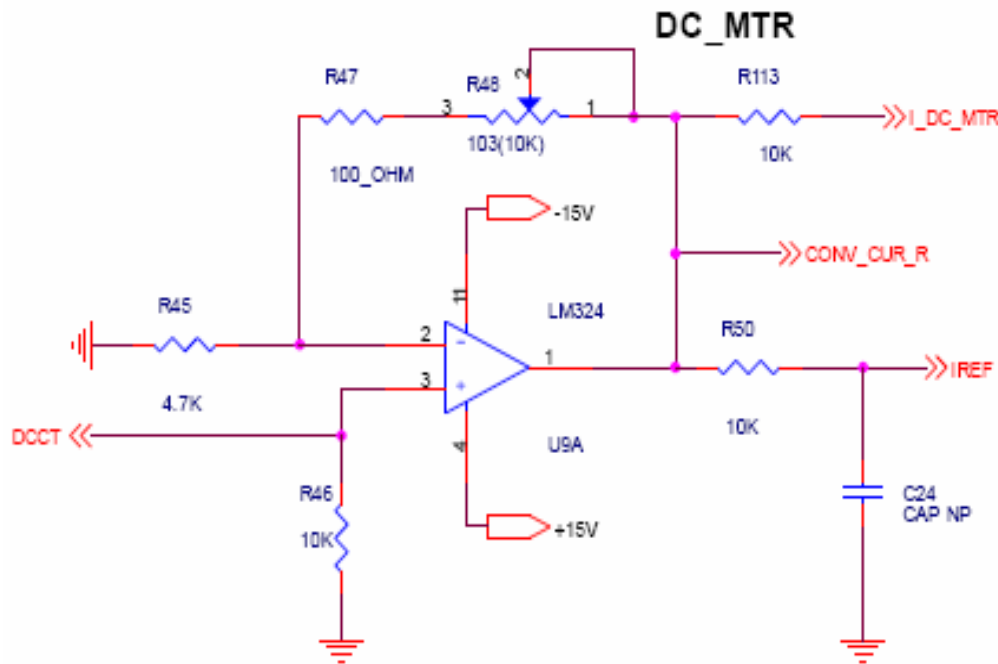 DC_MTR
R47
R48
2
R113
3
1
I_DC_MTR
103(10K)
10K
100_OHM
-15V
CONV_CUR_R
11
R45
LM324
R50
2
-
1
3
+
IREF
4.7K
10K
DCCT
4
U9A
R46
10K
C24
CAP NP
+15V